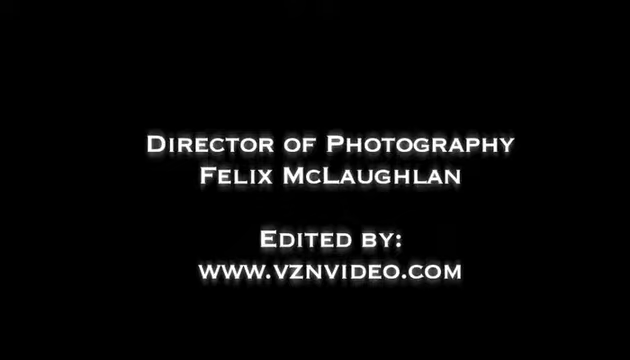 Director of Photography
Felix McLaughlan
Edited by:
www.vznvideo.com